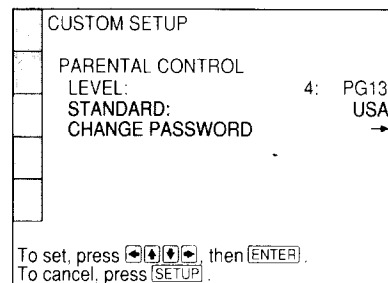 CUSTOM SETUP
PARENTAL CONTROL
LEVEL: 4: PG13
STANDARD: USA
CHANGE PASSWORD →
To set, press ←↑↓→, then ENTER.
To cancel, press SETUP.